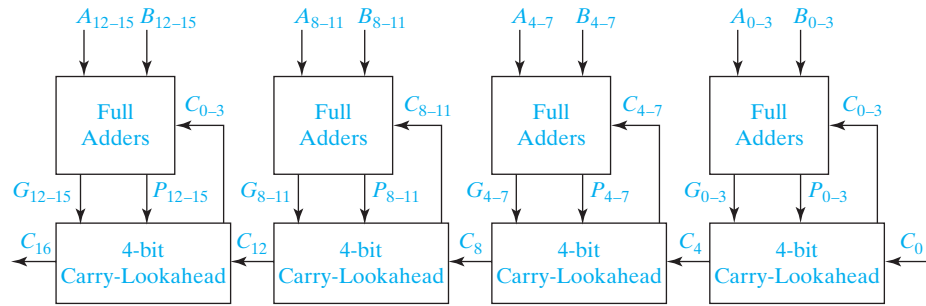 A12–15 B12–15 A8–11 B8–11 A4–7 B4–7 A0–3 B0–3
Full Adders C0–3 Full Adders C8–11 Full Adders C4–7 Full Adders C0–3
G12–15 P12–15 G8–11 P8–11 G4–7 P4–7 G0–3 P0–3
C16 4-bit Carry-Lookahead C12 4-bit Carry-Lookahead C8 4-bit Carry-Lookahead C4 4-bit Carry-Lookahead C0